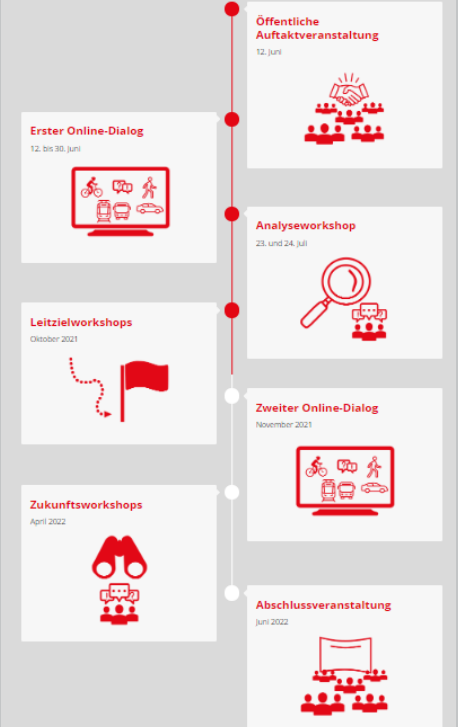 Öffentliche
Auftaktveranstaltung
12. Juni
Erster Online-Dialog
12. bis 30. Juni
Analyseworkshop
23. und 24. Juli
Leitzielworkshops
Oktober 2021
Zweiter Online-Dialog
November 2021
Zukunftsworkshops
April 2022
Abschlussveranstaltung
Juni 2022